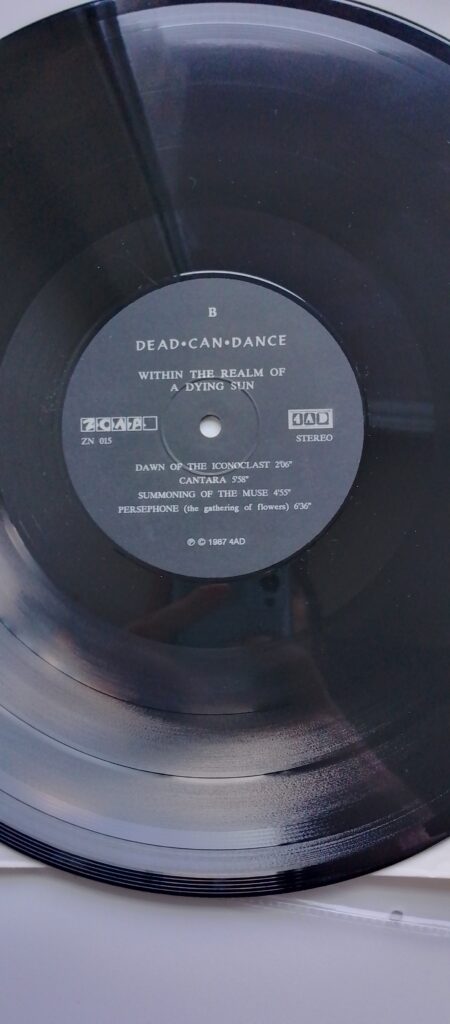 B
DEAD•CAN•DANCE
WITHIN THE REALM OF
A DYING SUN
4AD
ZN 015
STEREO
DAWN OF THE ICONOCLAST 2'06"
CANTARA 5'58"
SUMMONING OF THE MUSE 4'55"
PERSEPHONE (the gathering of flowers) 6'36"
℗ © 1987 4AD